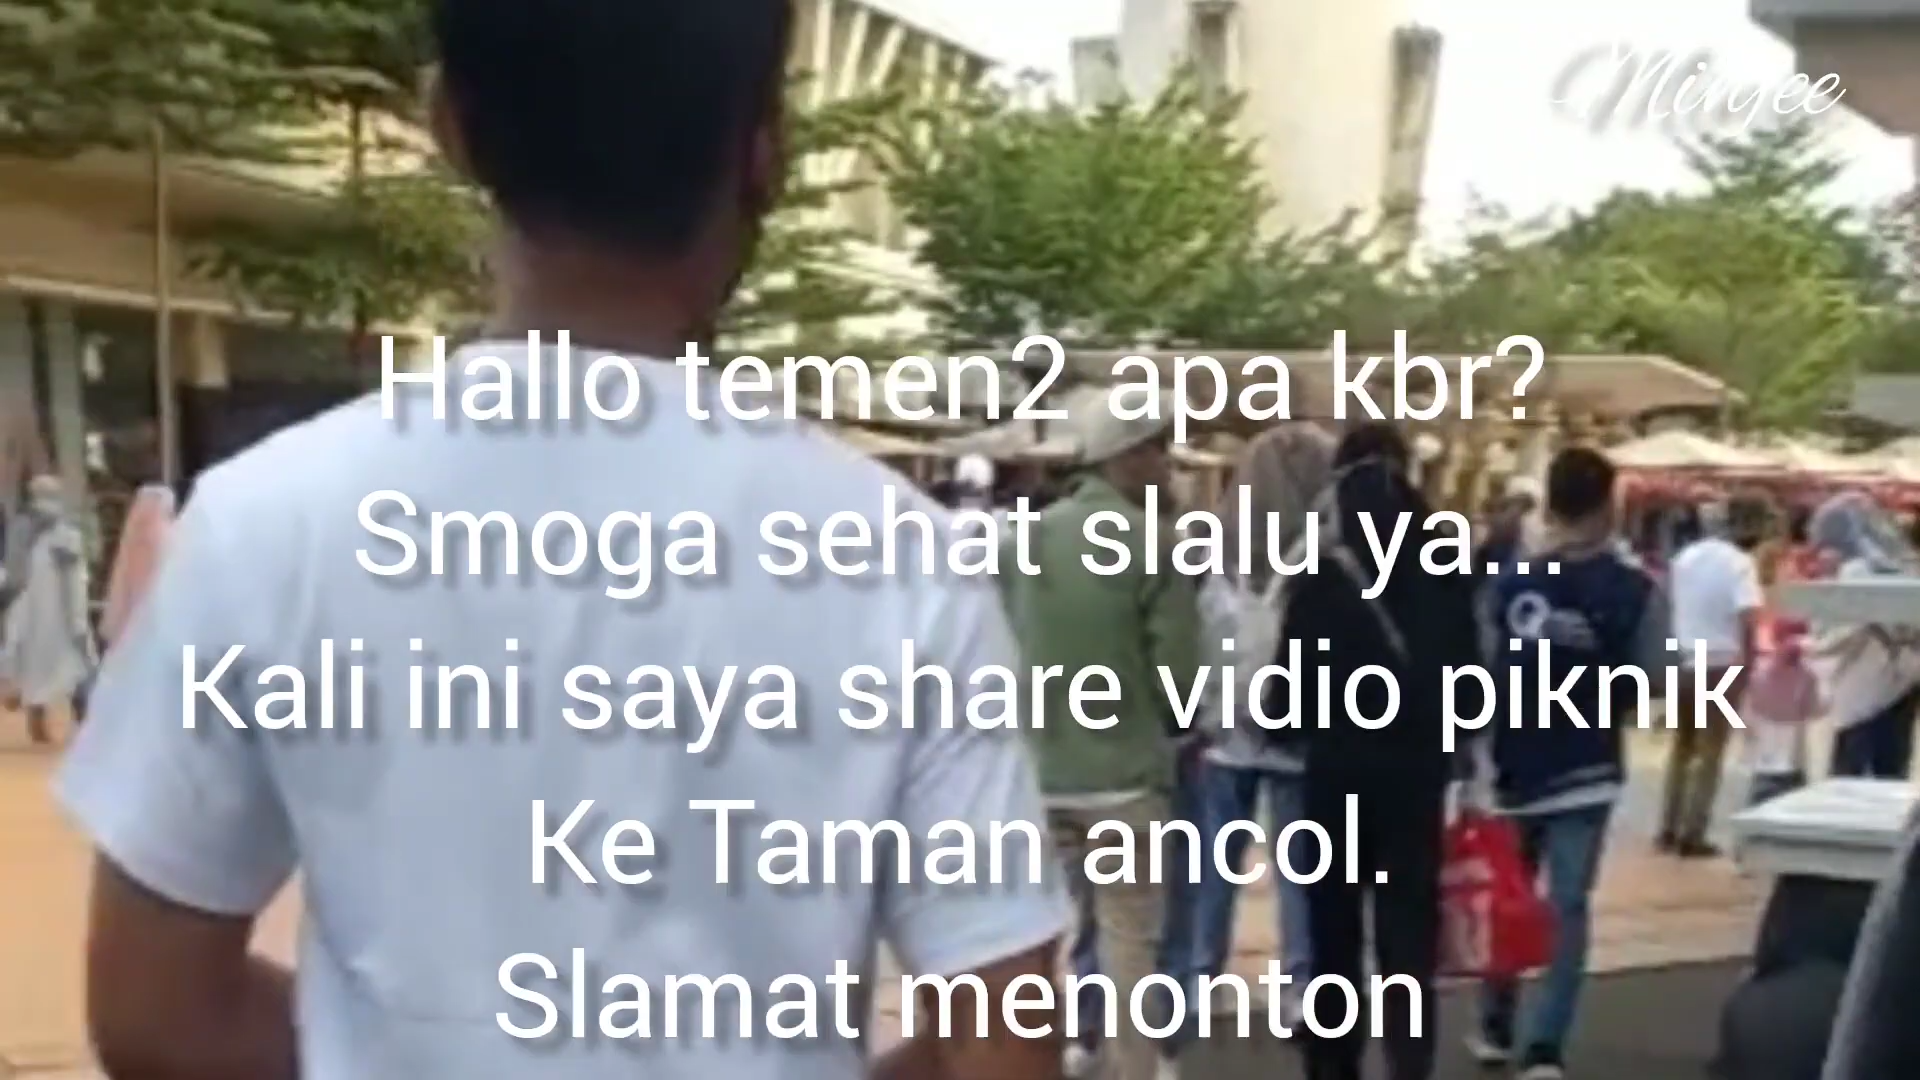 Minyee
Hallo temen2 apa kbr?
Smoga sehat slalu ya...
Kali ini saya share vidio piknik
Ke Taman ancol.
Slamat menonton